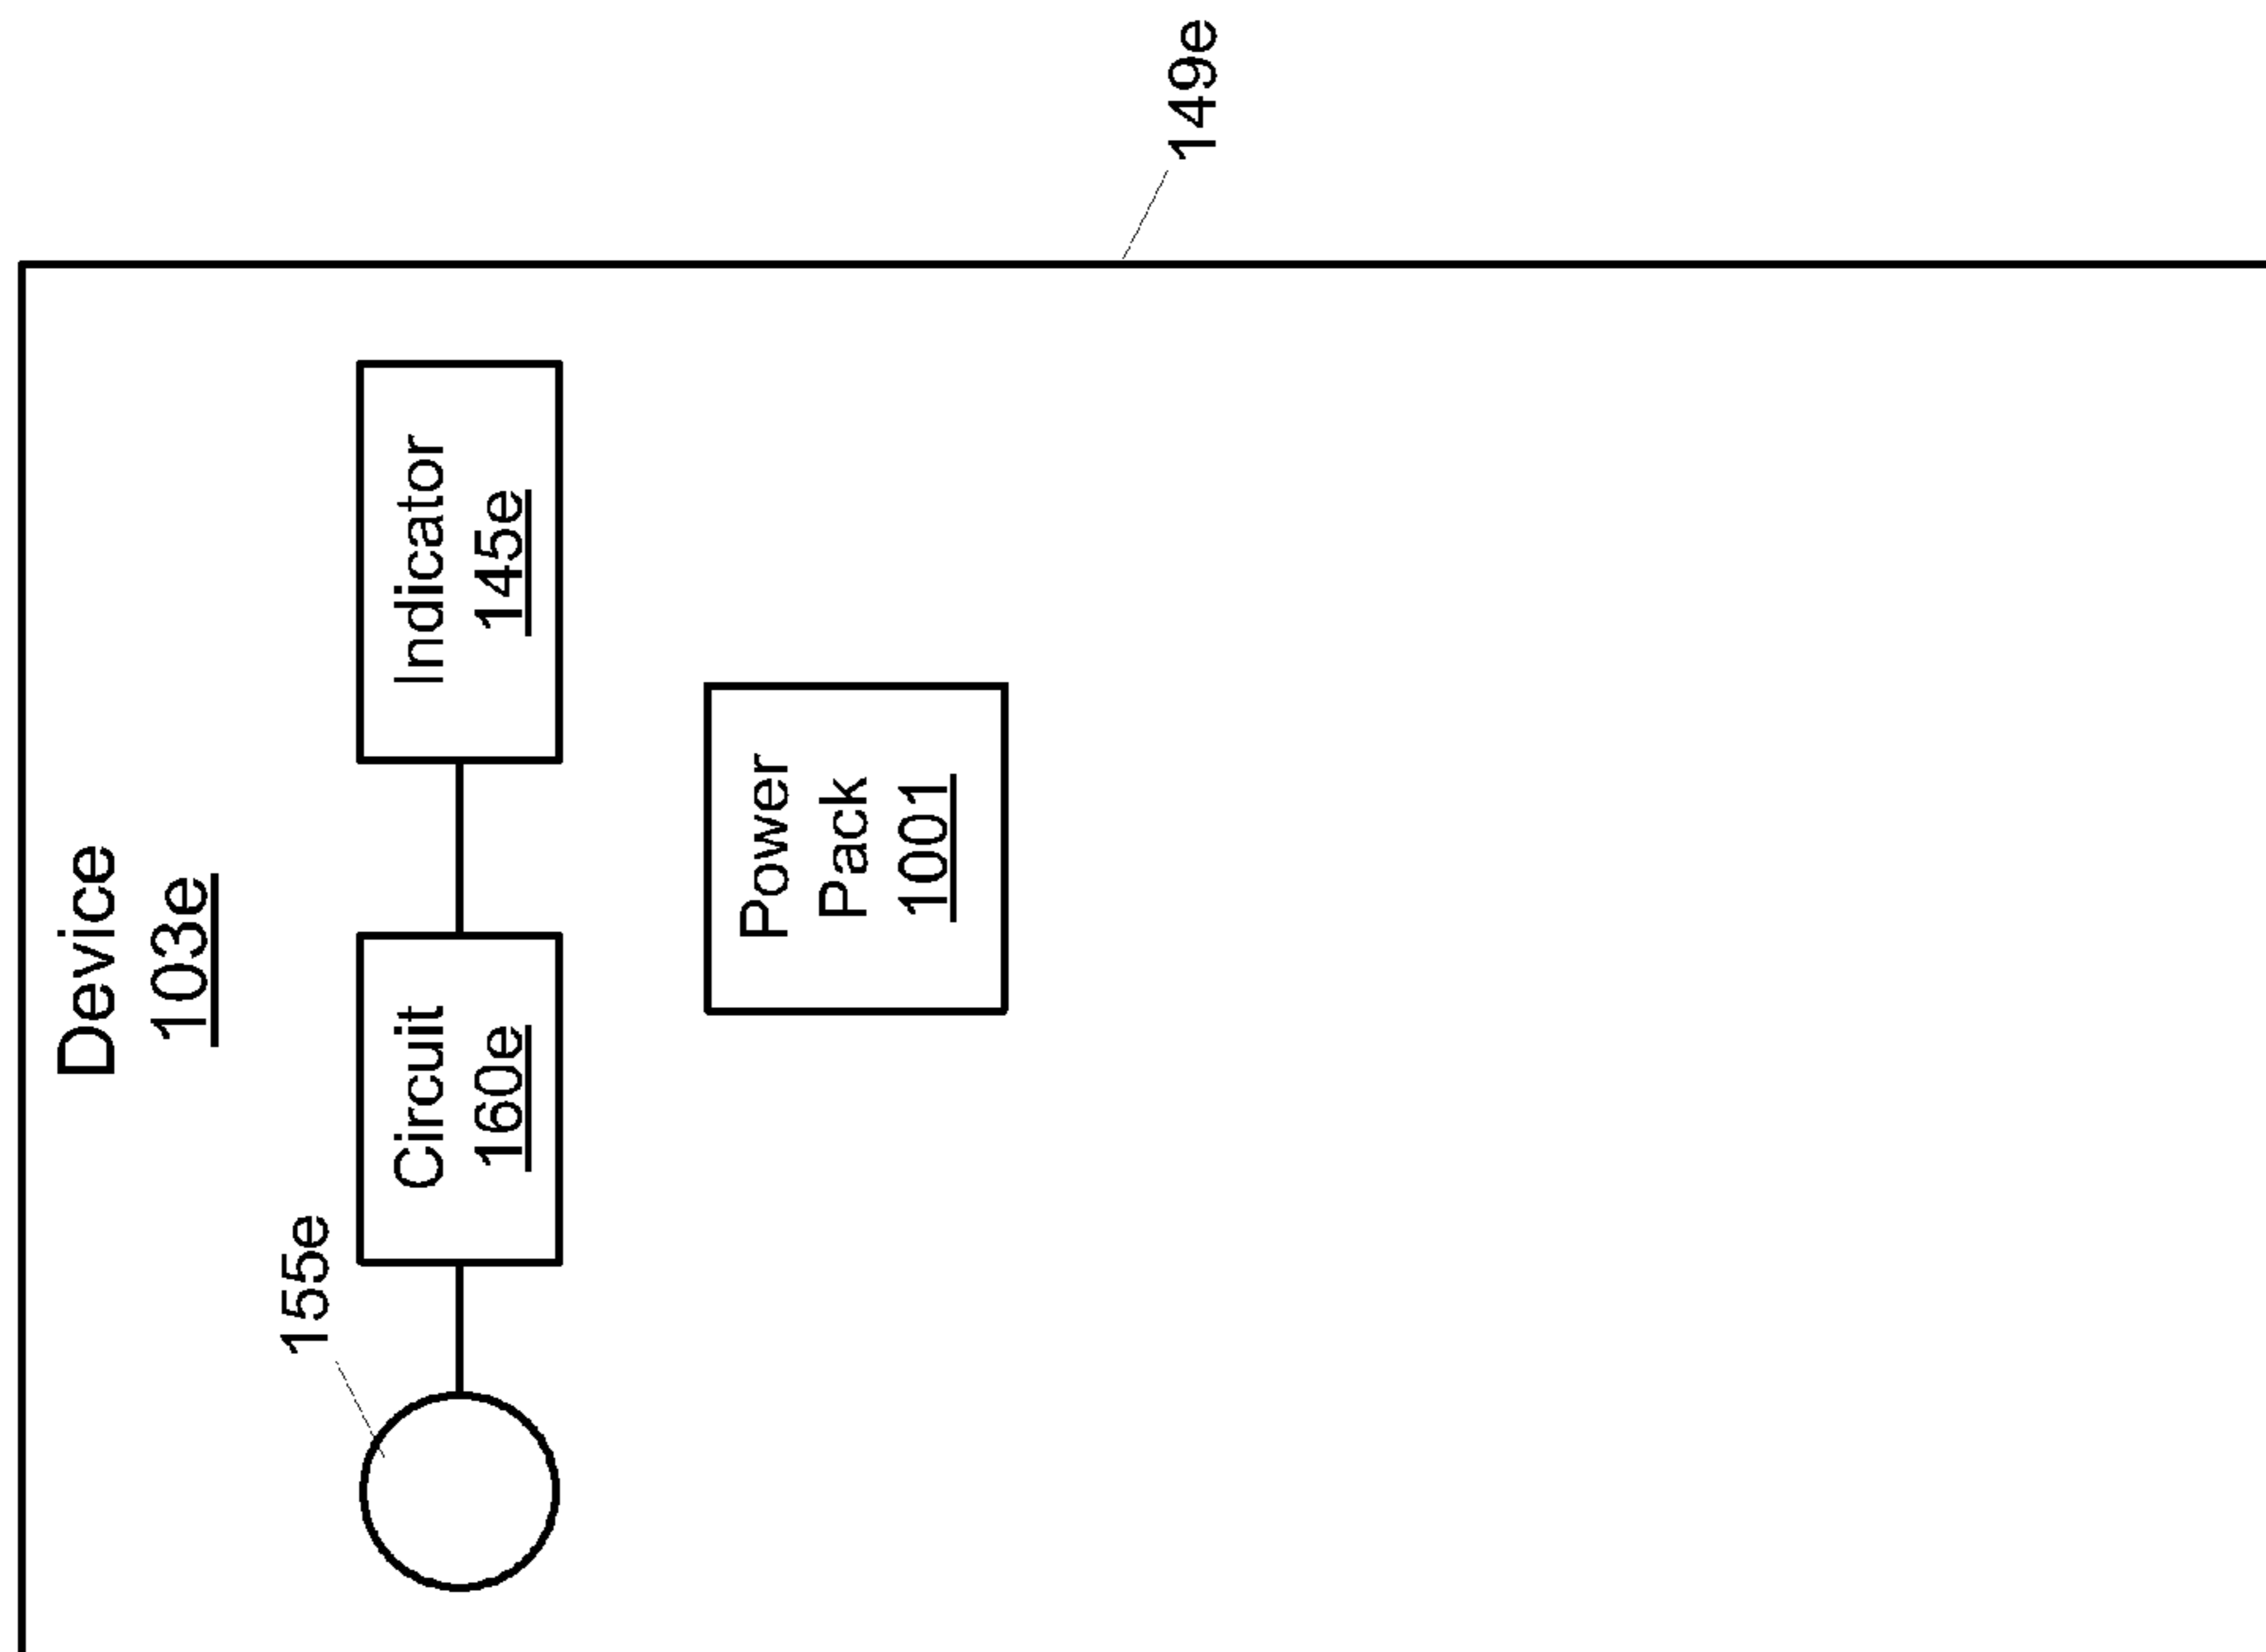 Device
103e
155e
Circuit
160e
Indicator
145e
Power
Pack
1001
149e